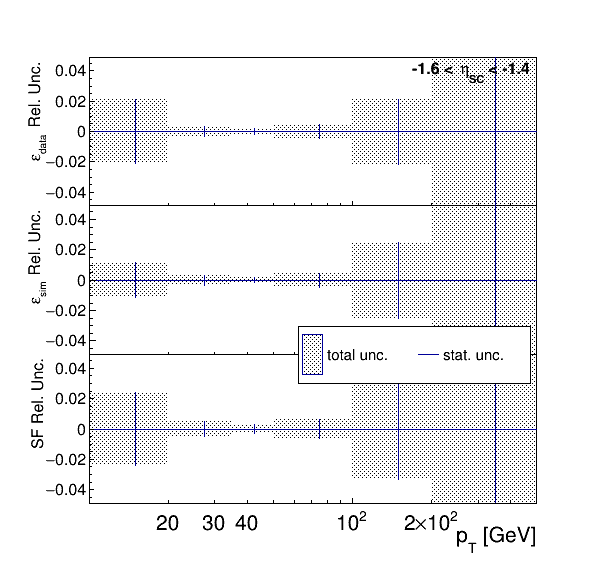 -1.6 < η_SC < -1.4
ε_data Rel. Unc.
0.04
0.02
0
−0.02
−0.04
ε_sim Rel. Unc.
0.04
0.02
0
−0.02
−0.04
total unc. stat. unc.
SF Rel. Unc.
0.04
0.02
0
−0.02
−0.04
20 30 40 10² 2×10²
p_T [GeV]